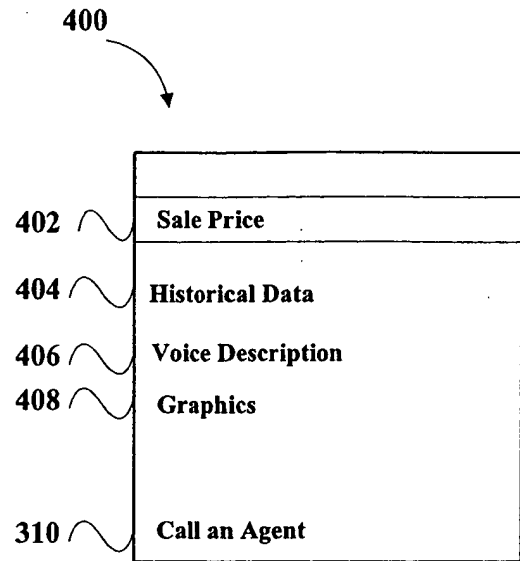 400
402 Sale Price
404 Historical Data
406 Voice Description
408 Graphics
310 Call an Agent